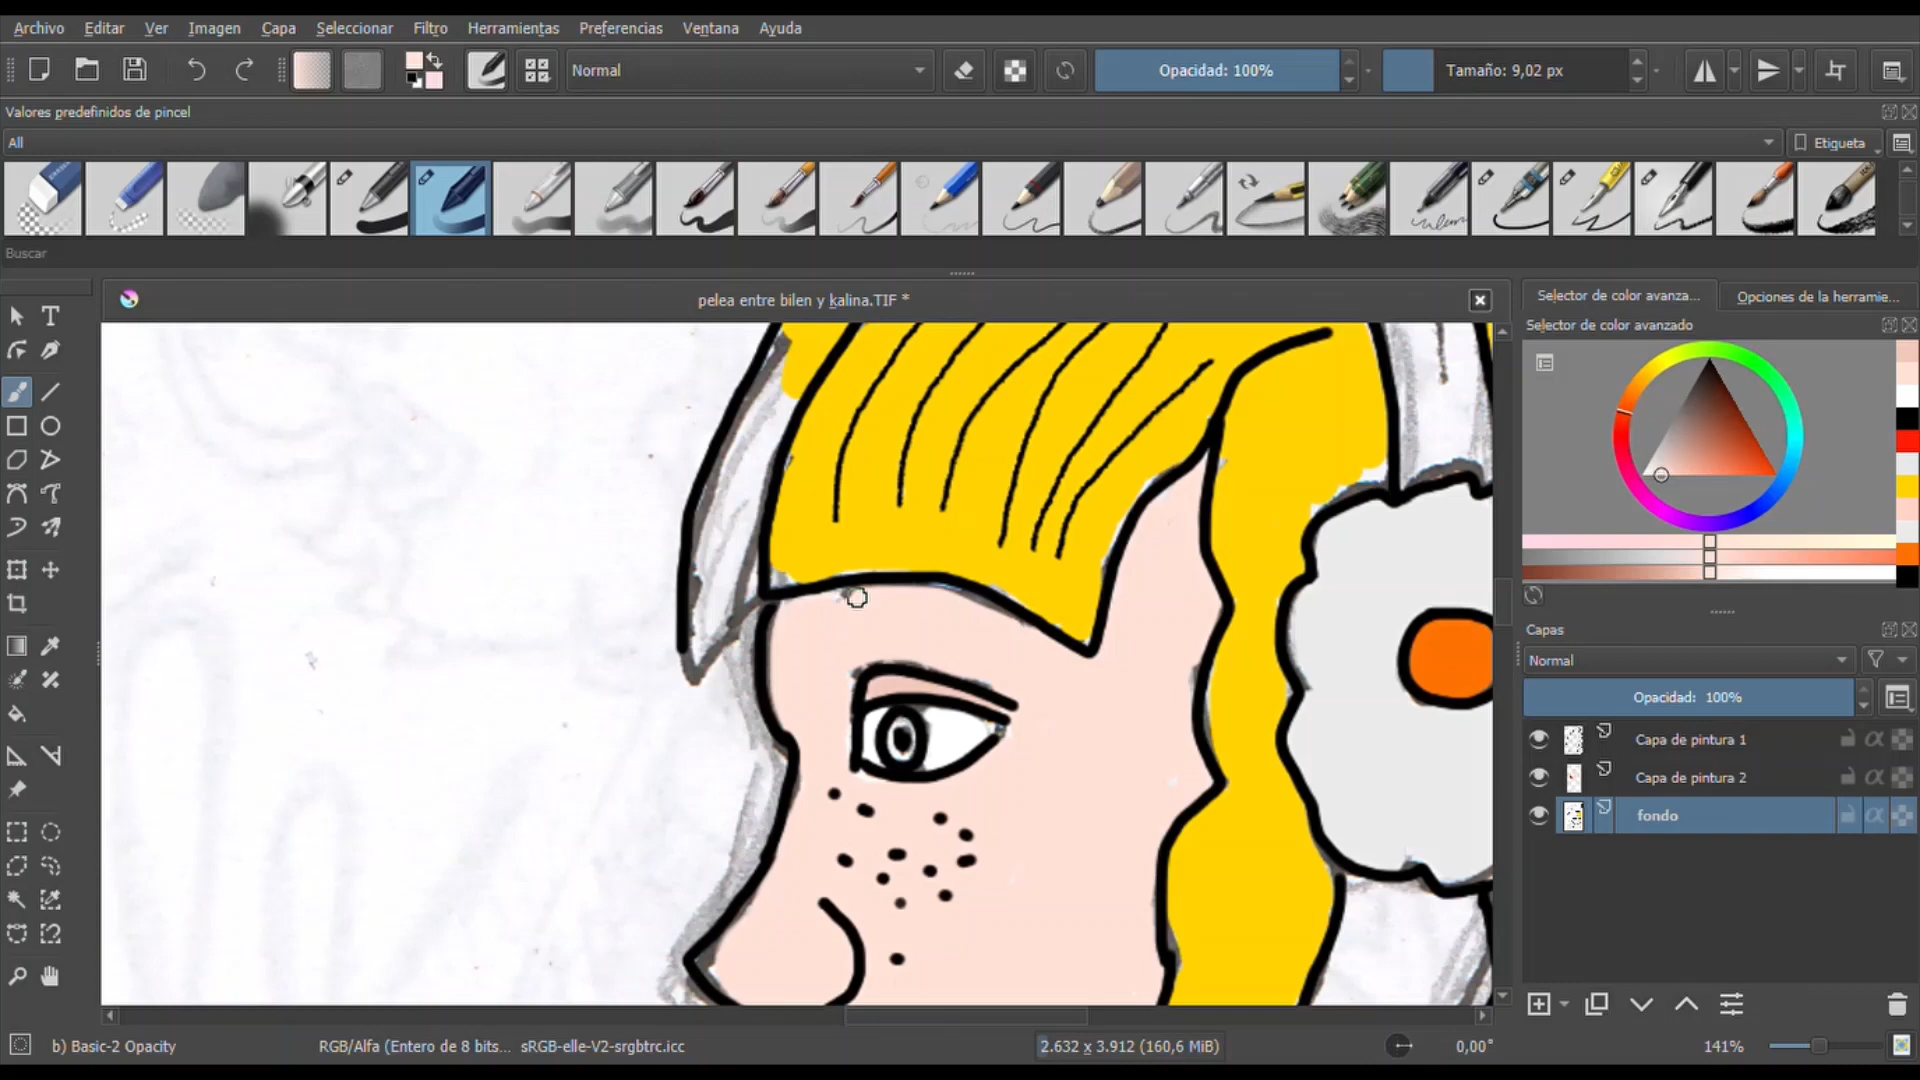 Archivo Editar Ver Imagen Capa Seleccionar Filtro Herramientas Preferencias Ventana Ayuda
Normal Opacidad: 100% Tamaño: 9,02 px
Valores predefinidos de pincel
All Etiqueta
Buscar
pelea entre bilen y kalina.TIF *
Selector de color avanza... Opciones de la herramie...
Selector de color avanzado
Capas
Normal
Opacidad: 100%
Capa de pintura 1
Capa de pintura 2
fondo
b) Basic-2 Opacity RGB/Alfa (Entero de 8 bits... sRGB-elle-V2-srgbtrc.icc 2.632 x 3.912 (160,6 MiB) 0,00° 141%